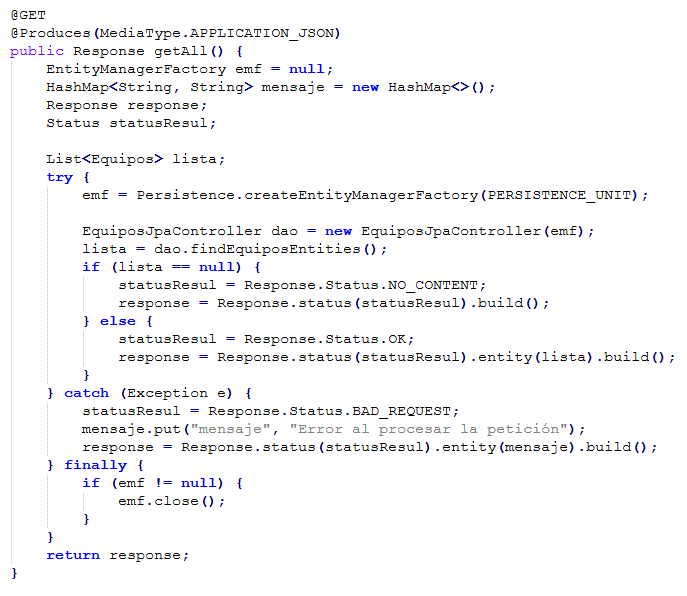 @GET
@Produces(MediaType.APPLICATION_JSON)
public Response getAll() {
    EntityManagerFactory emf = null;
    HashMap<String, String> mensaje = new HashMap<>();
    Response response;
    Status statusResul;

    List<Equipos> lista;
    try {
        emf = Persistence.createEntityManagerFactory(PERSISTENCE_UNIT);

        EquiposJpaController dao = new EquiposJpaController(emf);
        lista = dao.findEquiposEntities();
        if (lista == null) {
            statusResul = Response.Status.NO_CONTENT;
            response = Response.status(statusResul).build();
        } else {
            statusResul = Response.Status.OK;
            response = Response.status(statusResul).entity(lista).build();
        }
    } catch (Exception e) {
        statusResul = Response.Status.BAD_REQUEST;
        mensaje.put("mensaje", "Error al procesar la petición");
        response = Response.status(statusResul).entity(mensaje).build();
    } finally {
        if (emf != null) {
            emf.close();
        }
    }
    return response;
}